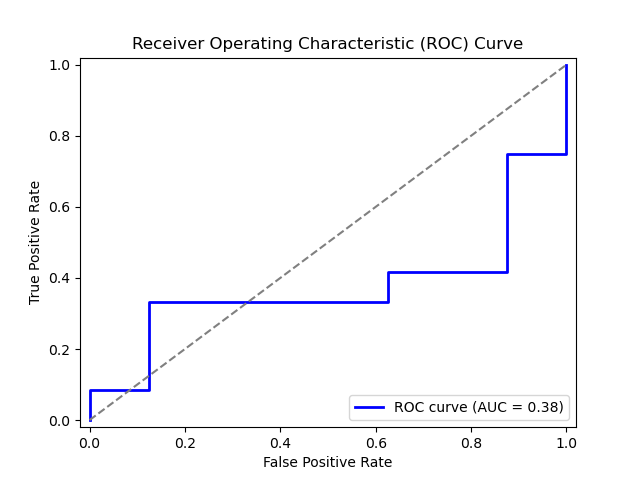 Receiver Operating Characteristic (ROC) Curve
1.0
0.8
0.6
0.4
0.2
0.0
True Positive Rate
ROC curve (AUC = 0.38)
0.0 0.2 0.4 0.6 0.8 1.0
False Positive Rate